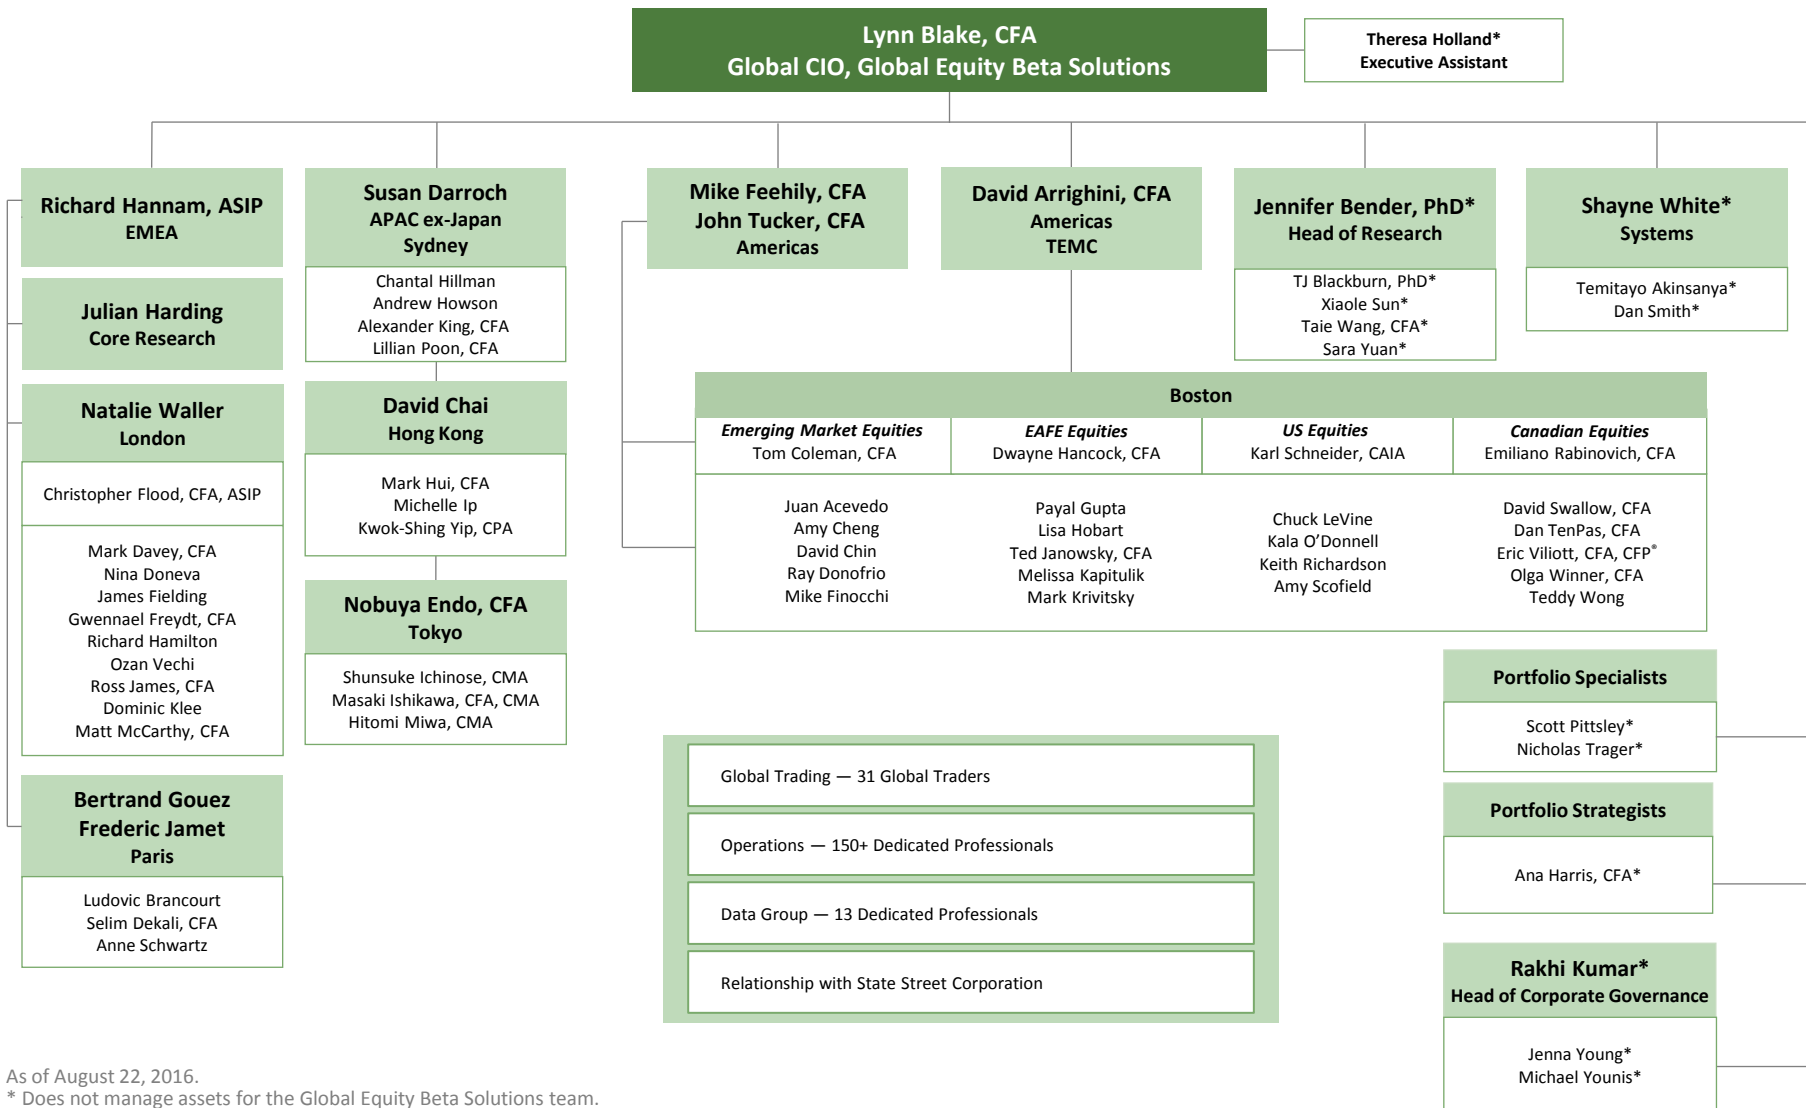 Lynn Blake, CFA
Global CIO, Global Equity Beta Solutions
Theresa Holland*
Executive Assistant
Richard Hannam, ASIP
EMEA
Julian Harding
Core Research
Natalie Waller
London
Christopher Flood, CFA, ASIP
Mark Davey, CFA
Nina Doneva
James Fielding
Gwennael Freydt, CFA
Richard Hamilton
Ozan Vechi
Ross James, CFA
Dominic Klee
Matt McCarthy, CFA
Bertrand Gouez
Frederic Jamet
Paris
Ludovic Brancourt
Selim Dekali, CFA
Anne Schwartz
Susan Darroch
APAC ex-Japan
Sydney
Chantal Hillman
Andrew Howson
Alexander King, CFA
Lillian Poon, CFA
David Chai
Hong Kong
Mark Hui, CFA
Michelle Ip
Kwok-Shing Yip, CPA
Nobuya Endo, CFA
Tokyo
Shunsuke Ichinose, CMA
Masaki Ishikawa, CFA, CMA
Hitomi Miwa, CMA
Mike Feehily, CFA
John Tucker, CFA
Americas
David Arrighini, CFA
Americas
TEMC
Jennifer Bender, PhD*
Head of Research
TJ Blackburn, PhD*
Xiaole Sun*
Taie Wang, CFA*
Sara Yuan*
Shayne White*
Systems
Temitayo Akinsanya*
Dan Smith*
Boston
Emerging Market Equities
Tom Coleman, CFA
Juan Acevedo
Amy Cheng
David Chin
Ray Donofrio
Mike Finocchi
EAFE Equities
Dwayne Hancock, CFA
Payal Gupta
Lisa Hobart
Ted Janowsky, CFA
Melissa Kapitulik
Mark Krivitsky
US Equities
Karl Schneider, CAIA
Chuck LeVine
Kala O’Donnell
Keith Richardson
Amy Scofield
Canadian Equities
Emiliano Rabinovich, CFA
David Swallow, CFA
Dan TenPas, CFA
Eric Viliott, CFA, CFP®
Olga Winner, CFA
Teddy Wong
Global Trading — 31 Global Traders
Operations — 150+ Dedicated Professionals
Data Group — 13 Dedicated Professionals
Relationship with State Street Corporation
Portfolio Specialists
Scott Pittsley*
Nicholas Trager*
Portfolio Strategists
Ana Harris, CFA*
Rakhi Kumar*
Head of Corporate Governance
Jenna Young*
Michael Younis*
As of August 22, 2016.
* Does not manage assets for the Global Equity Beta Solutions team.